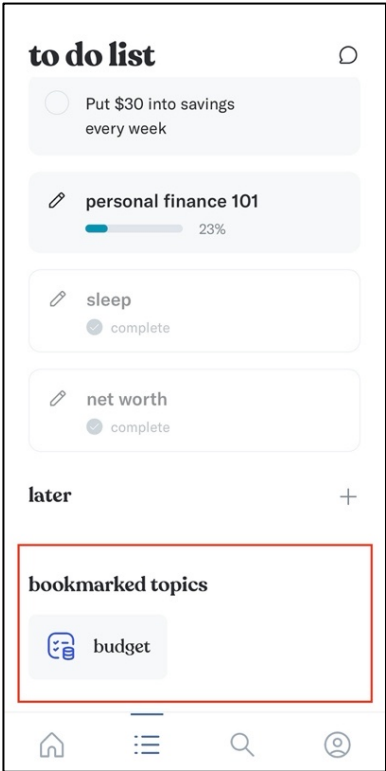 to do list
Put $30 into savings
every week
personal finance 101
23%
sleep
complete
net worth
complete
later
bookmarked topics
budget